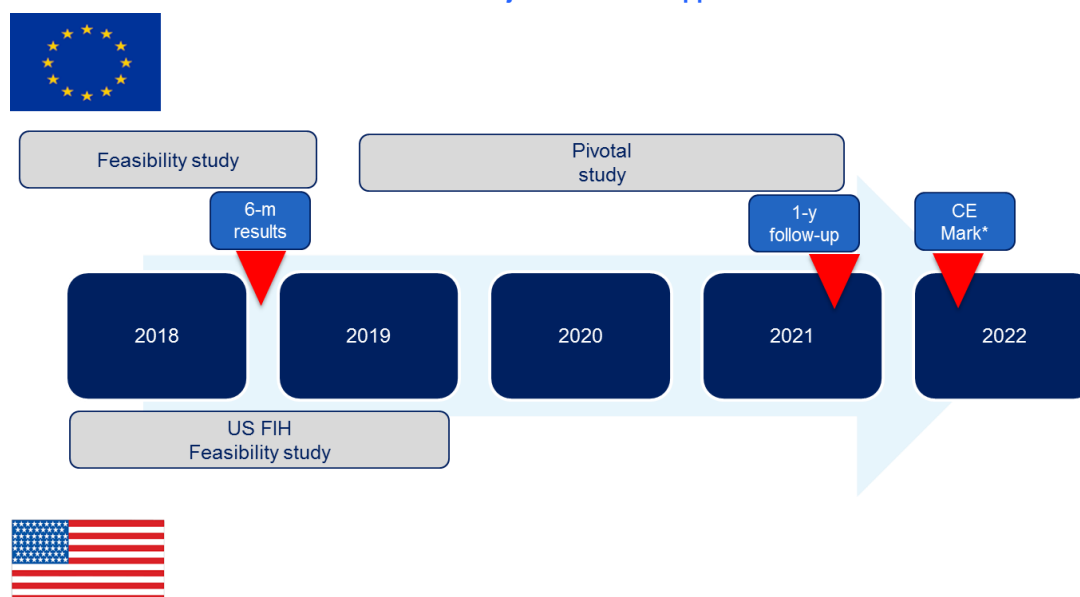 Feasibility study
Pivotal
study
6-m
results
1-y
follow-up
CE
Mark*
2018
2019
2020
2021
2022
US FIH
Feasibility study